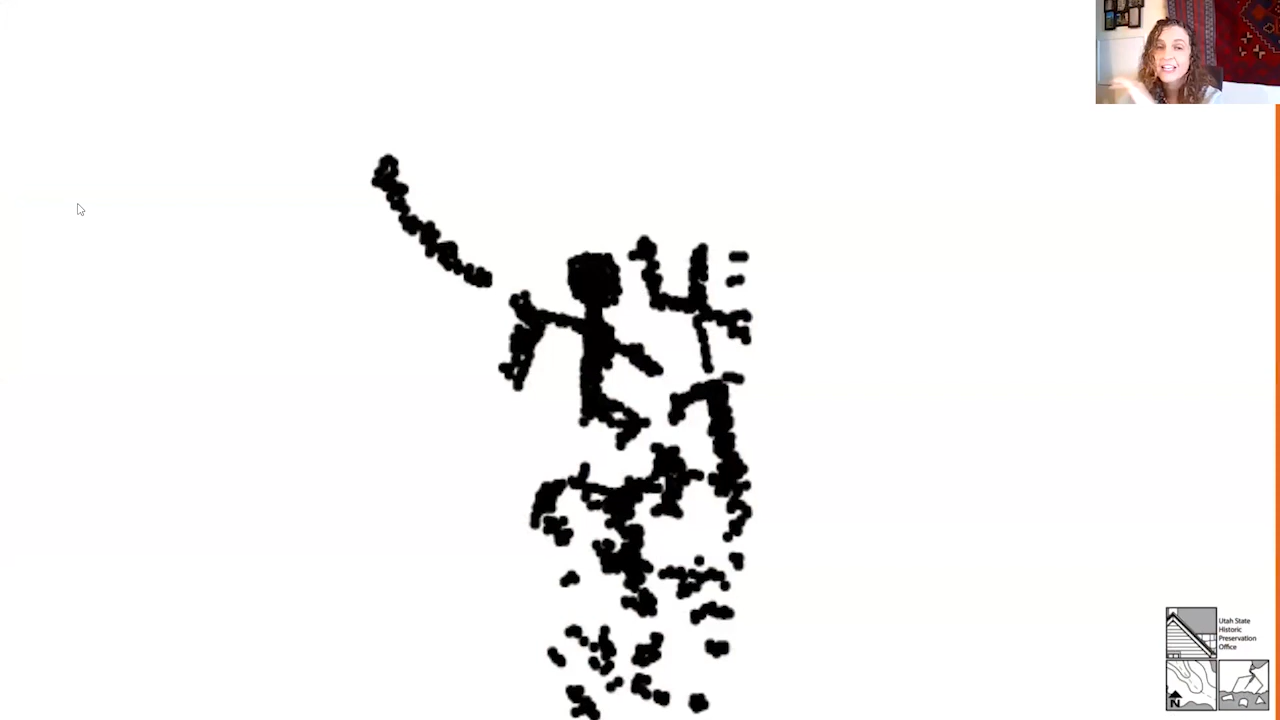 Utah State
Historic
Preservation
Office
N